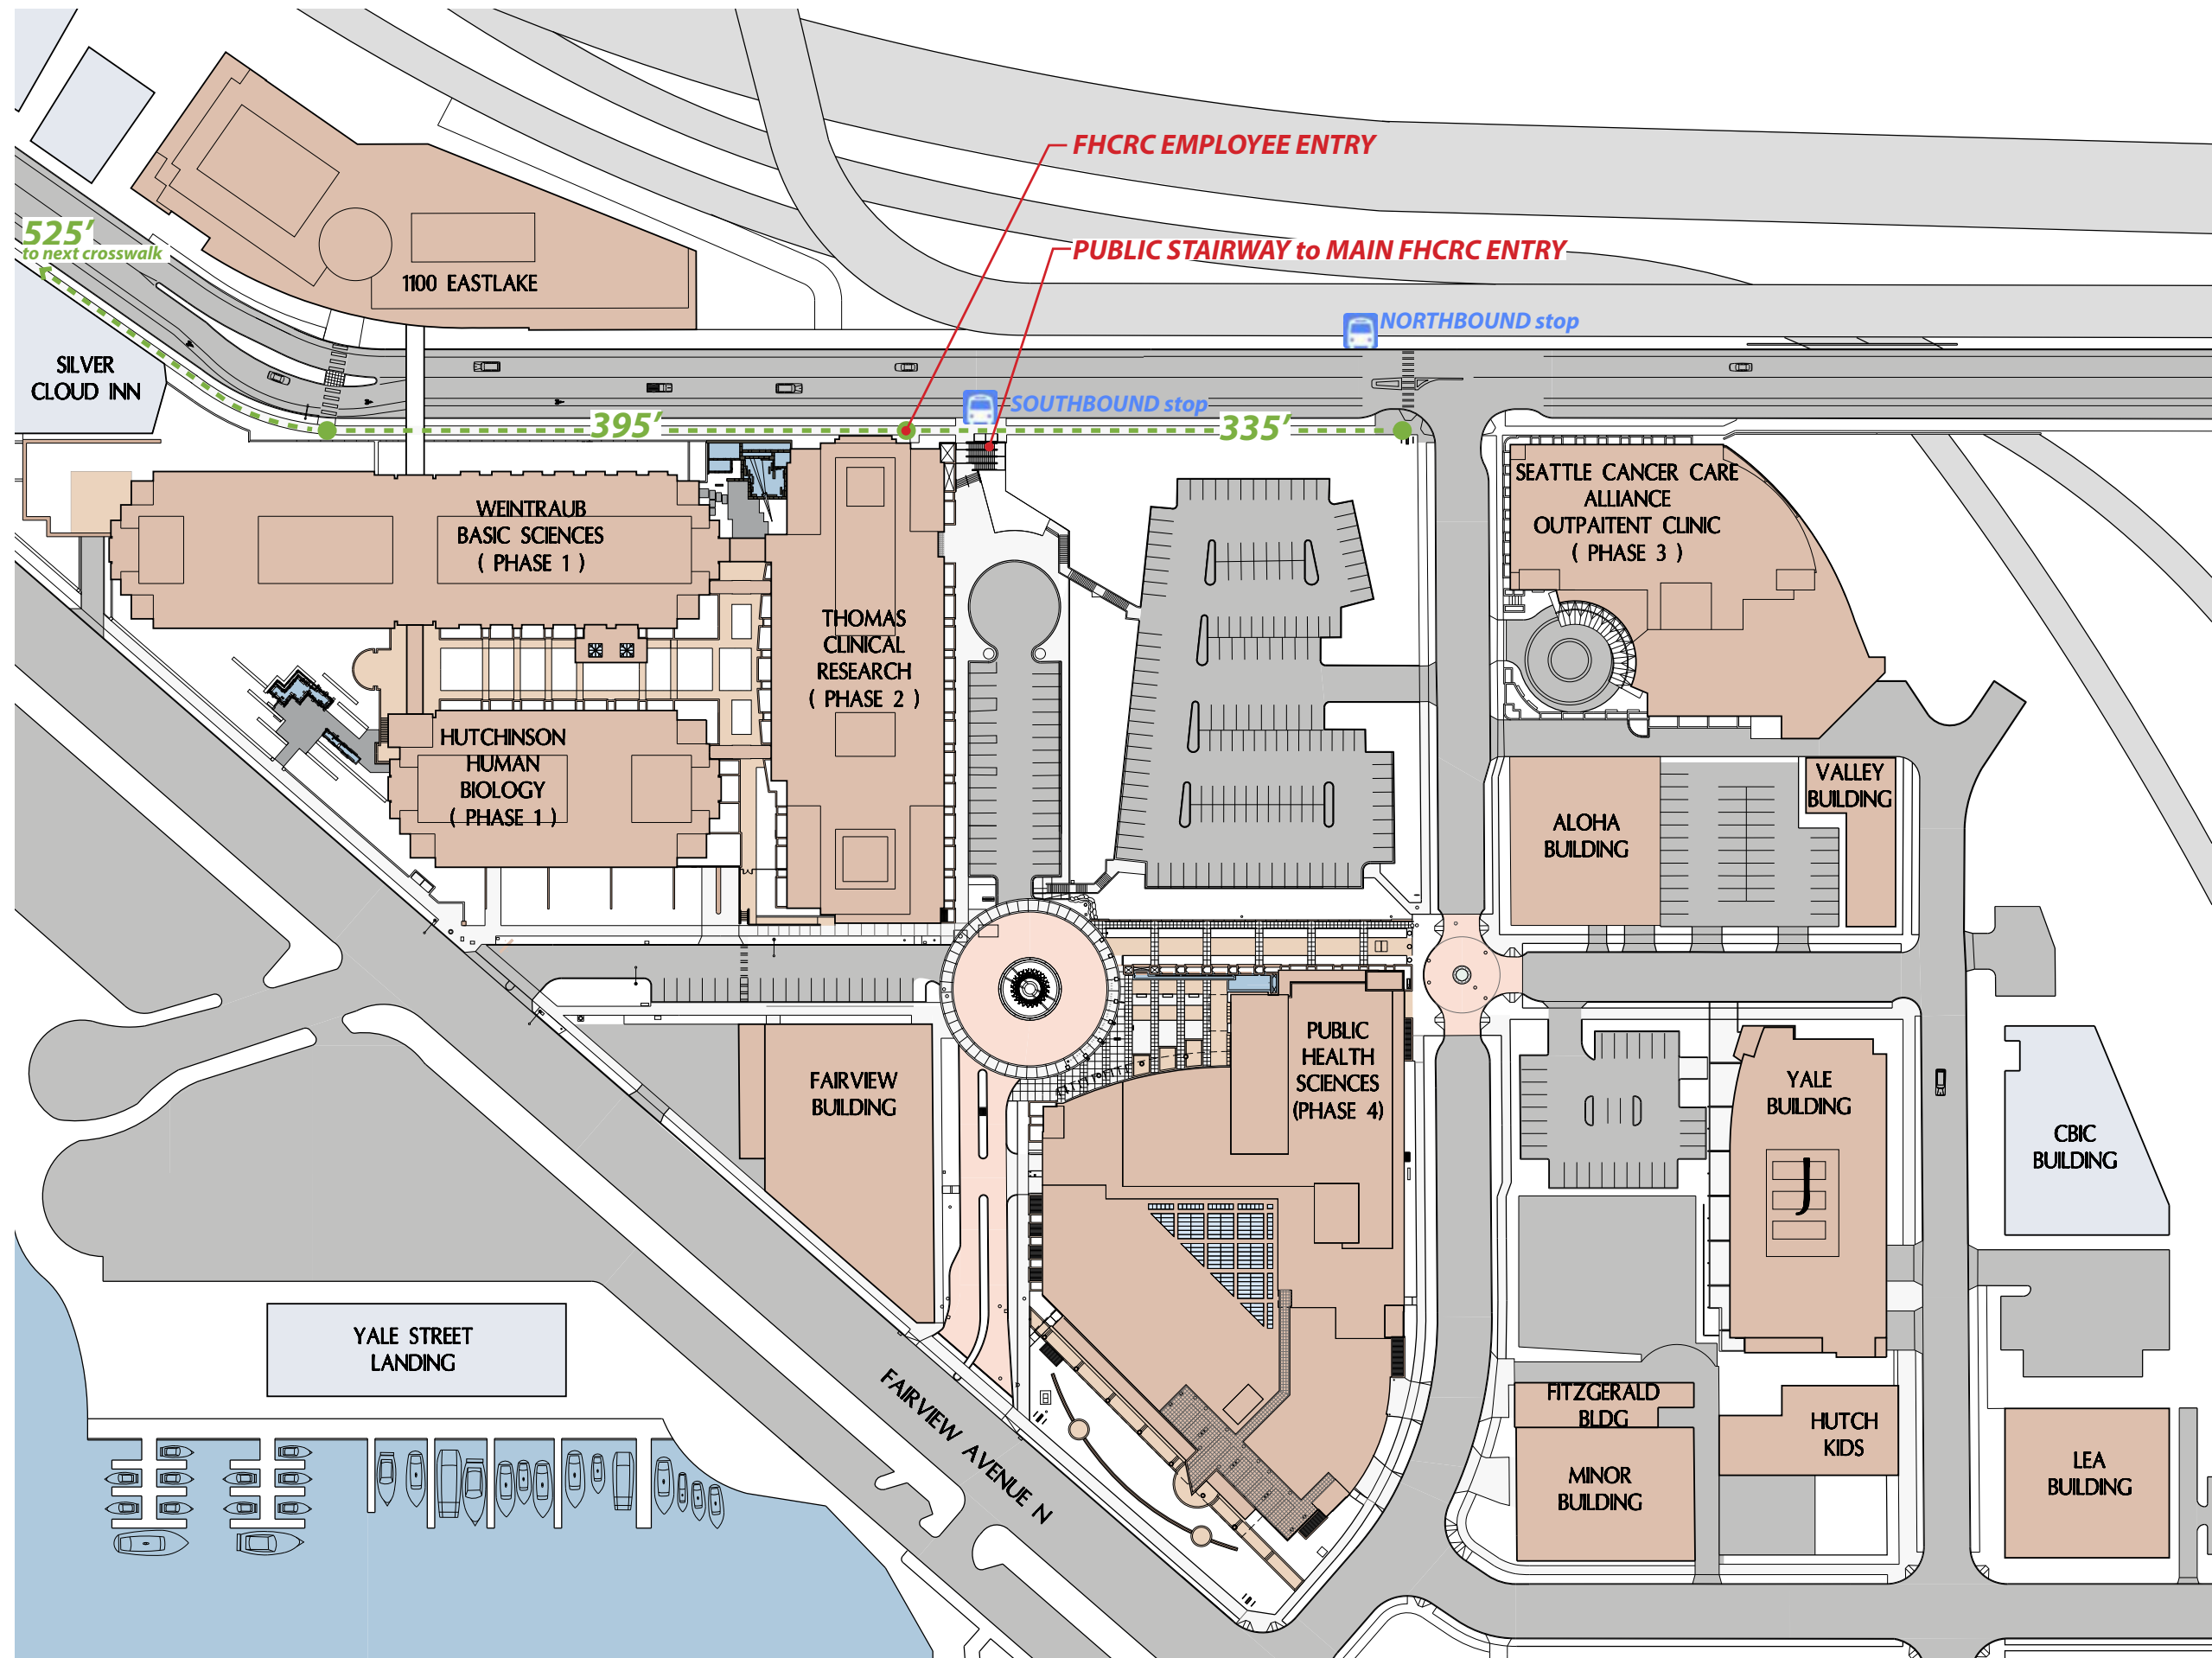 FHCRC EMPLOYEE ENTRY
525'
to next crosswalk
PUBLIC STAIRWAY to MAIN FHCRC ENTRY
1100 EASTLAKE
NORTHBOUND stop
SILVER
CLOUD INN
SOUTHBOUND stop
395'
335'
WEINTRAUB
BASIC SCIENCES
( PHASE 1 )
SEATTLE CANCER CARE
ALLIANCE
OUTPAITENT CLINIC
( PHASE 3 )
THOMAS
CLINICAL
RESEARCH
( PHASE 2 )
HUTCHINSON
HUMAN
BIOLOGY
( PHASE 1 )
ALOHA
BUILDING
VALLEY
BUILDING
FAIRVIEW
BUILDING
PUBLIC
HEALTH
SCIENCES
(PHASE 4)
YALE
BUILDING
J
CBIC
BUILDING
YALE STREET
LANDING
FAIRVIEW AVENUE N
FITZGERALD
BLDG
HUTCH
KIDS
MINOR
BUILDING
LEA
BUILDING